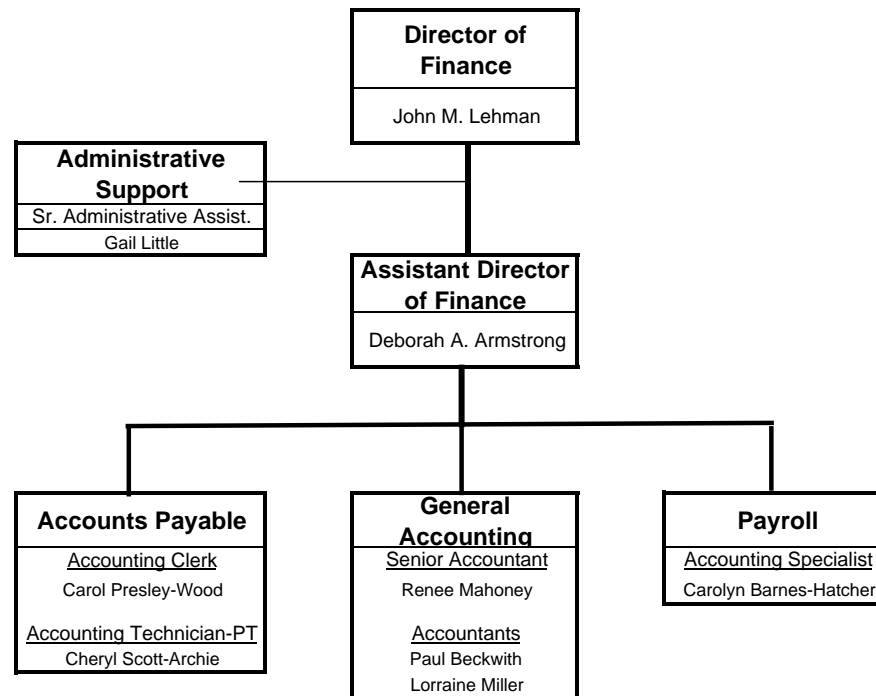 Director of
Finance
John M. Lehman
Administrative
Support
Sr. Administrative Assist.
Gail Little
Assistant Director
of Finance
Deborah A. Armstrong
Accounts Payable
Accounting Clerk
Carol Presley-Wood
Accounting Technician-PT
Cheryl Scott-Archie
General
Accounting
Senior Accountant
Renee Mahoney
Accountants
Paul Beckwith
Lorraine Miller
Payroll
Accounting Specialist
Carolyn Barnes-Hatcher